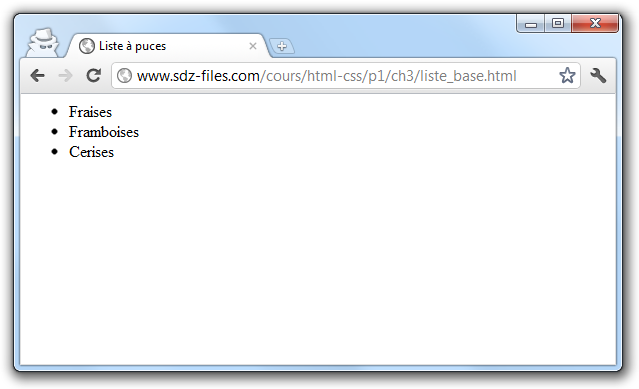 Liste à puces
www.sdz-files.com/cours/html-css/p1/ch3/liste_base.html
Fraises
Framboises
Cerises